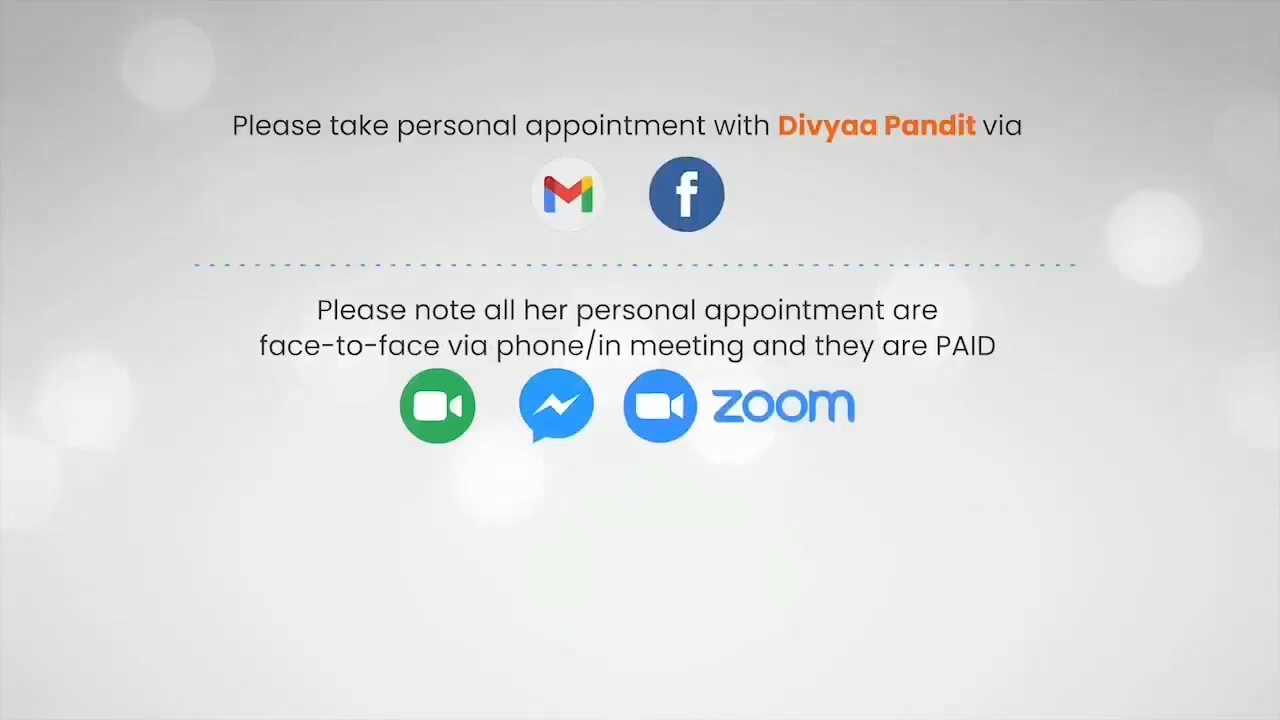 Please take personal appointment with Divyaa Pandit via
Please note all her personal appointment are
face-to-face via phone/in meeting and they are PAID
zoom